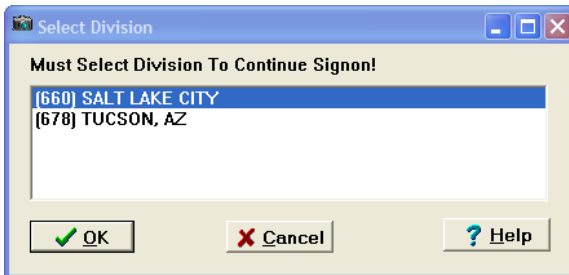 Select Division
Must Select Division To Continue Signon!
(660) SALT LAKE CITY
(678) TUCSON, AZ
OK
Cancel
? Help